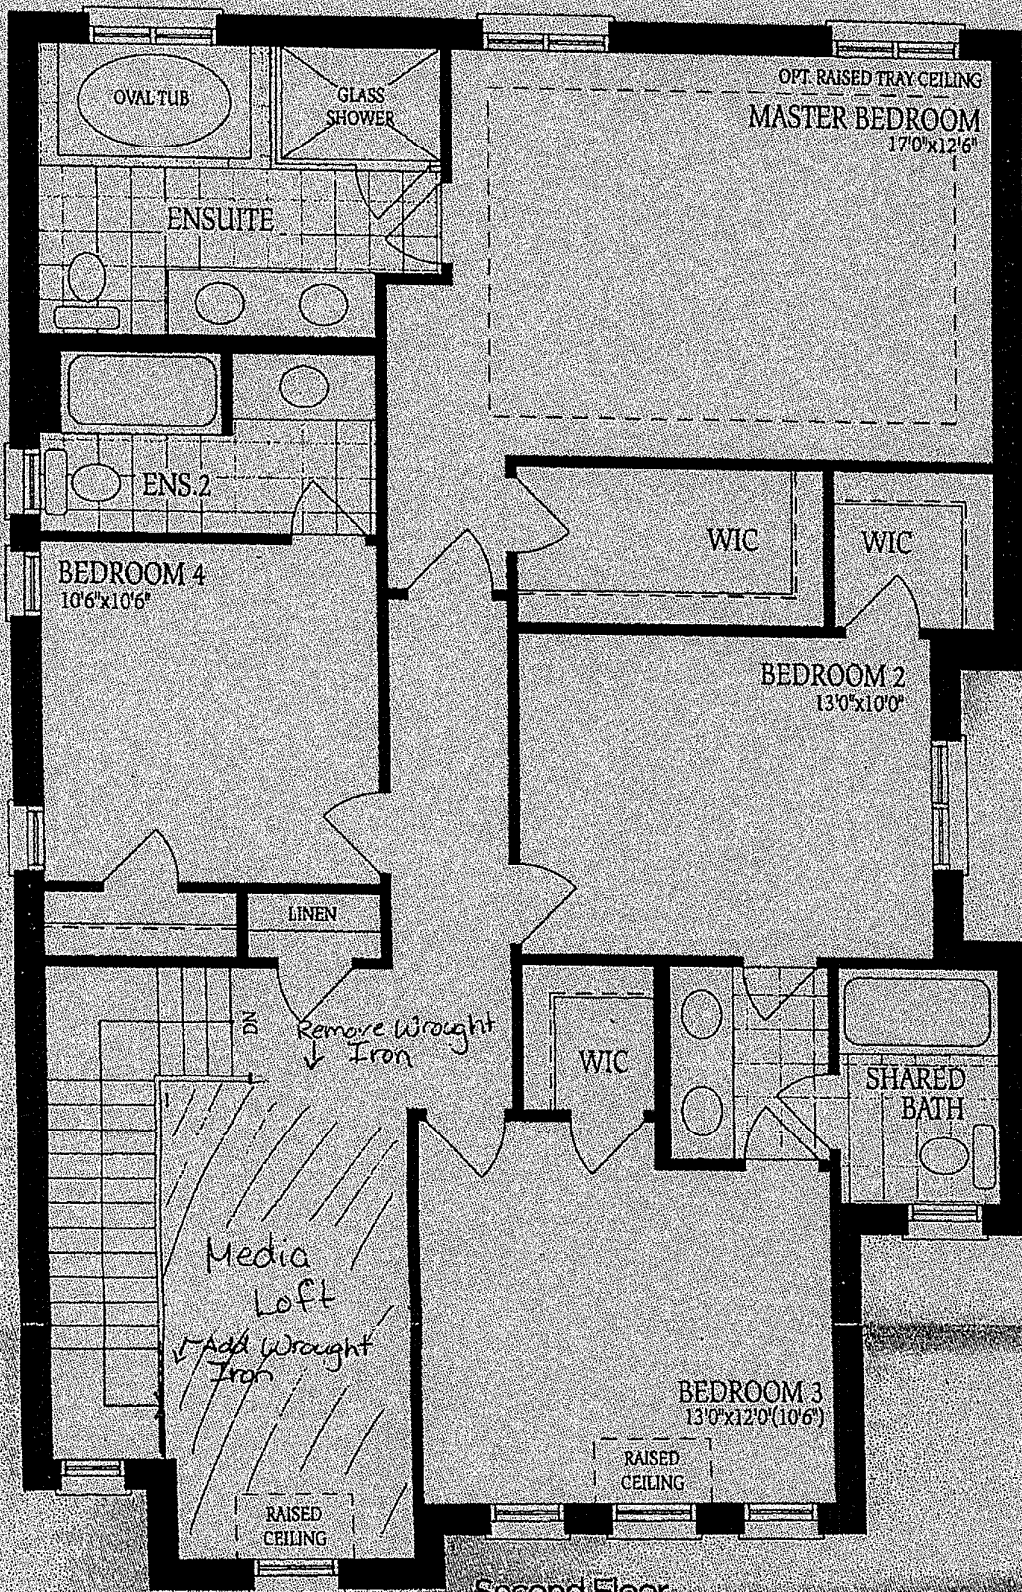 OVAL TUB
GLASS
SHOWER
OPT. RAISED TRAY CEILING
MASTER BEDROOM
17'0"x12'6"
ENSUITE
ENS.2
WIC
WIC
BEDROOM 4
10'6"x10'6"
BEDROOM 2
13'0"x10'0"
LINEN
DN
Remove Wrought
Iron
WIC
SHARED
BATH
Media
Loft
Add Wrought
Iron
BEDROOM 3
13'0"x12'0"(10'6")
RAISED
CEILING
RAISED
CEILING
Second Floor